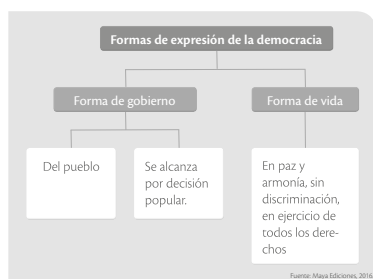 Formas de expresión de la democracia
Forma de gobierno
Forma de vida
Del pueblo
Se alcanza
por decisión
popular.
En paz y
armonía, sin
discriminación,
en ejercicio de
todos los dere-
chos
Fuente: Maya Ediciones, 2016